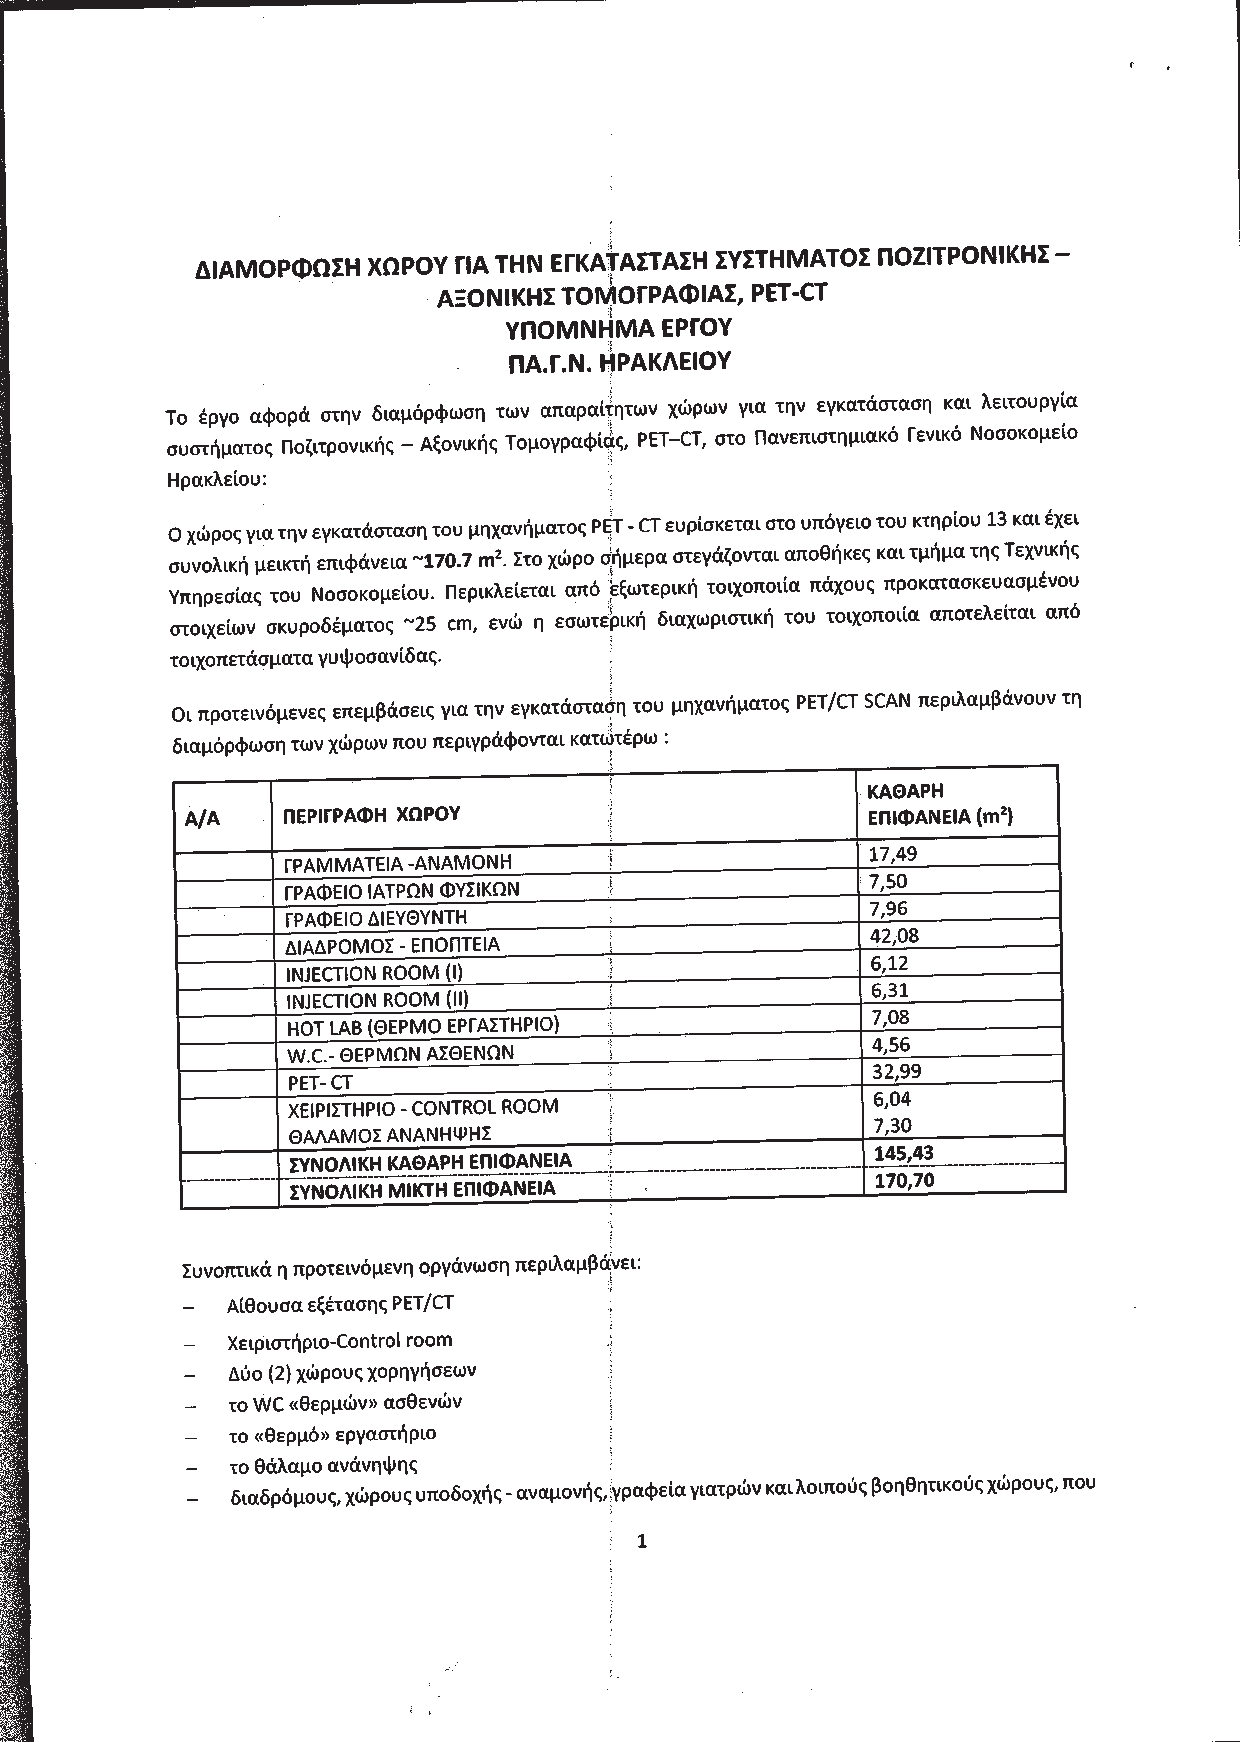 ΔΙΑΜΟΡΦΩΣΗ ΧΩΡΟΥ ΓΙΑ ΤΗΝ ΕΓΚΑΤΑΣΤΑΣΗ ΣΥΣΤΗΜΑΤΟΣ ΠΟΖΙΤΡΟΝΙΚΗΣ –
ΑΞΟΝΙΚΗΣ ΤΟΜΟΓΡΑΦΙΑΣ, PET-CT
ΥΠΟΜΝΗΜΑ ΕΡΓΟΥ
ΠΑ.Γ.Ν. ΗΡΑΚΛΕΙΟΥ
Το έργο αφορά στην διαμόρφωση των απαραίτητων χώρων για την εγκατάσταση και λειτουργία
συστήματος Ποζιτρονικής – Αξονικής Τομογραφίας, PET–CT, στο Πανεπιστημιακό Γενικό Νοσοκομείο
Ηρακλείου:
Ο χώρος για την εγκατάσταση του μηχανήματος PET - CT ευρίσκεται στο υπόγειο του κτηρίου 13 και έχει
συνολική μεικτή επιφάνεια ~170.7 m². Στο χώρο σήμερα στεγάζονται αποθήκες και τμήμα της Τεχνικής
Υπηρεσίας του Νοσοκομείου. Περικλείεται από εξωτερική τοιχοποιία πάχους προκατασκευασμένου
στοιχείων σκυροδέματος ~25 cm, ενώ η εσωτερική διαχωριστική του τοιχοποιία αποτελείται από
τοιχοπετάσματα γυψοσανίδας.
Οι προτεινόμενες επεμβάσεις για την εγκατάσταση του μηχανήματος PET/CT SCAN περιλαμβάνουν τη
διαμόρφωση των χώρων που περιγράφονται κατωτέρω :
Α/Α ΠΕΡΙΓΡΑΦΗ ΧΩΡΟΥ ΚΑΘΑΡΗ
ΕΠΙΦΑΝΕΙΑ (m²)
ΓΡΑΜΜΑΤΕΙΑ -ΑΝΑΜΟΝΗ 17,49
ΓΡΑΦΕΙΟ ΙΑΤΡΩΝ ΦΥΣΙΚΩΝ 7,50
ΓΡΑΦΕΙΟ ΔΙΕΥΘΥΝΤΗ 7,96
ΔΙΑΔΡΟΜΟΣ - ΕΠΟΠΤΕΙΑ 42,08
INJECTION ROOM (I) 6,12
INJECTION ROOM (II) 6,31
HOT LAB (ΘΕΡΜΟ ΕΡΓΑΣΤΗΡΙΟ) 7,08
W.C.- ΘΕΡΜΩΝ ΑΣΘΕΝΩΝ 4,56
PET- CT 32,99
ΧΕΙΡΙΣΤΗΡΙΟ - CONTROL ROOM 6,04
ΘΑΛΑΜΟΣ ΑΝΑΝΗΨΗΣ 7,30
ΣΥΝΟΛΙΚΗ ΚΑΘΑΡΗ ΕΠΙΦΑΝΕΙΑ 145,43
ΣΥΝΟΛΙΚΗ ΜΙΚΤΗ ΕΠΙΦΑΝΕΙΑ 170,70
Συνοπτικά η προτεινόμενη οργάνωση περιλαμβάνει:
– Αίθουσα εξέτασης PET/CT
– Χειριστήριο-Control room
– Δύο (2) χώρους χορηγήσεων
– το WC «θερμών» ασθενών
– το «θερμό» εργαστήριο
– το θάλαμο ανάνηψης
– διαδρόμους, χώρους υποδοχής - αναμονής, γραφεία γιατρών και λοιπούς βοηθητικούς χώρους, που
1